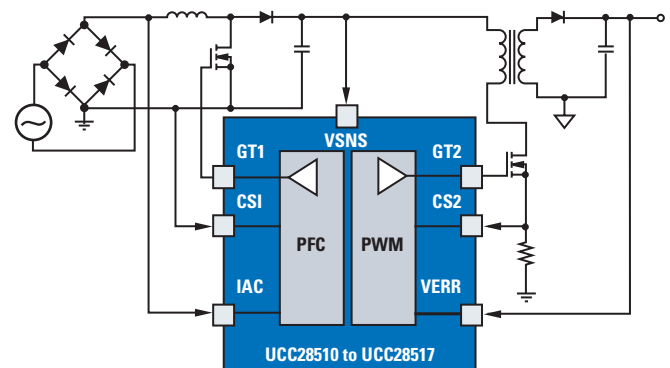 VSNS
GT1
GT2
CSI
CS2
PFC
PWM
IAC
VERR
UCC28510 to UCC28517